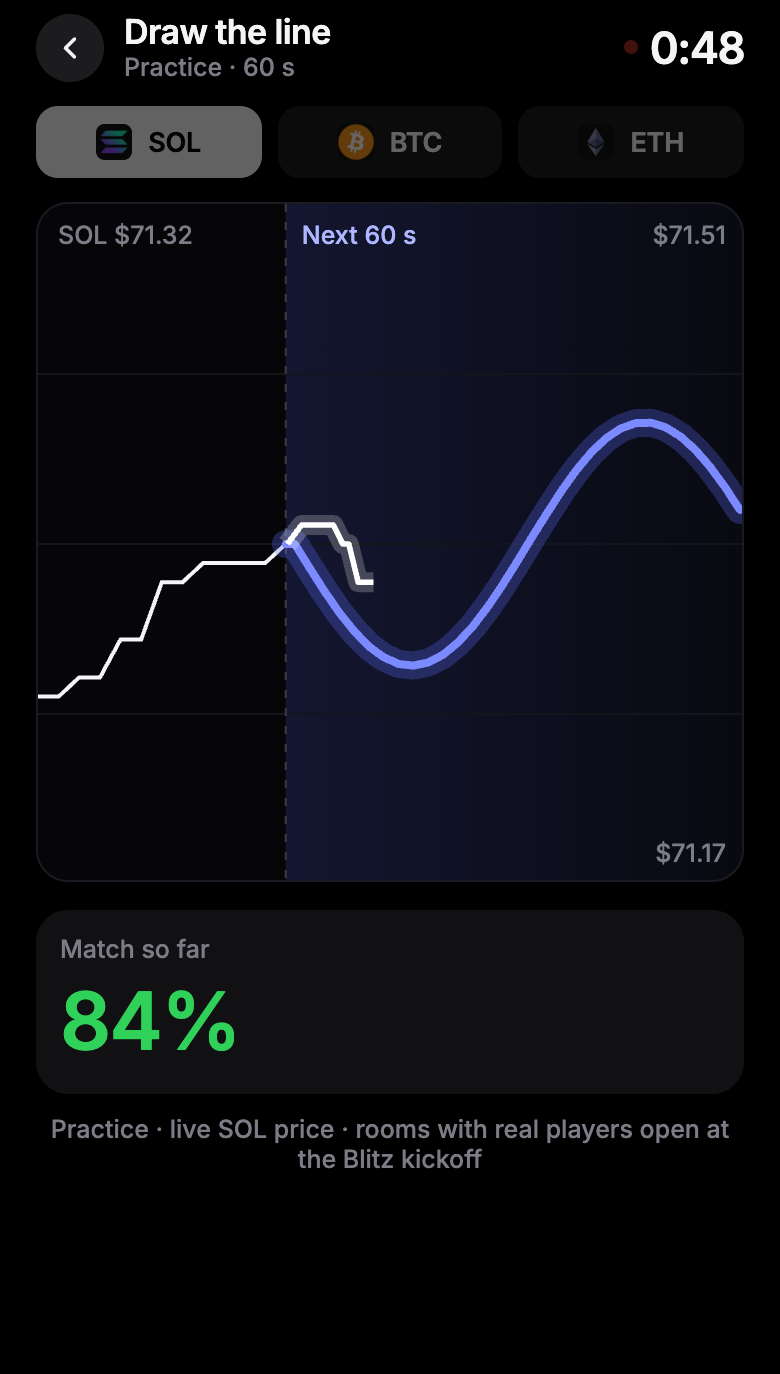 Draw the line
Practice · 60 s
0:48
SOL
BTC
ETH
SOL $71.32
Next 60 s
$71.51
$71.17
Match so far
84%
Practice · live SOL price · rooms with real players open at
the Blitz kickoff